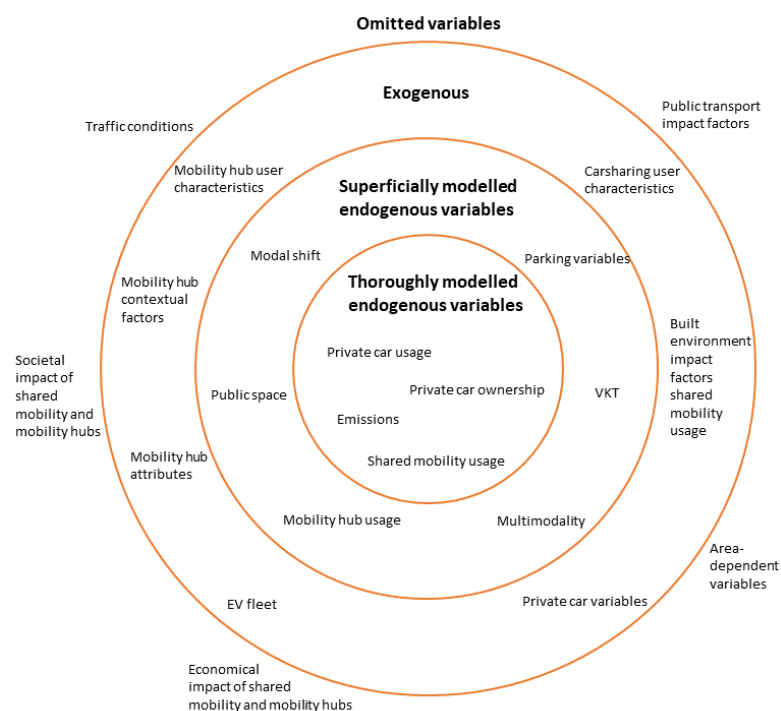 Omitted variables
Exogenous
Public transport
impact factors
Traffic conditions
Mobility hub user
characteristics
Carsharing user
characteristics
Superficially modelled
endogenous variables
Modal shift
Parking variables
Thoroughly modelled
endogenous variables
Mobility hub
contextual
factors
Built
environment
impact
factors
shared
mobility
usage
Private car usage
Societal
impact of
shared
mobility and
mobility hubs
Public space
Private car ownership
VKT
Emissions
Mobility hub
attributes
Shared mobility usage
Mobility hub usage
Multimodality
Area-
dependent
variables
EV fleet
Private car variables
Economical
impact of shared
mobility and mobility hubs